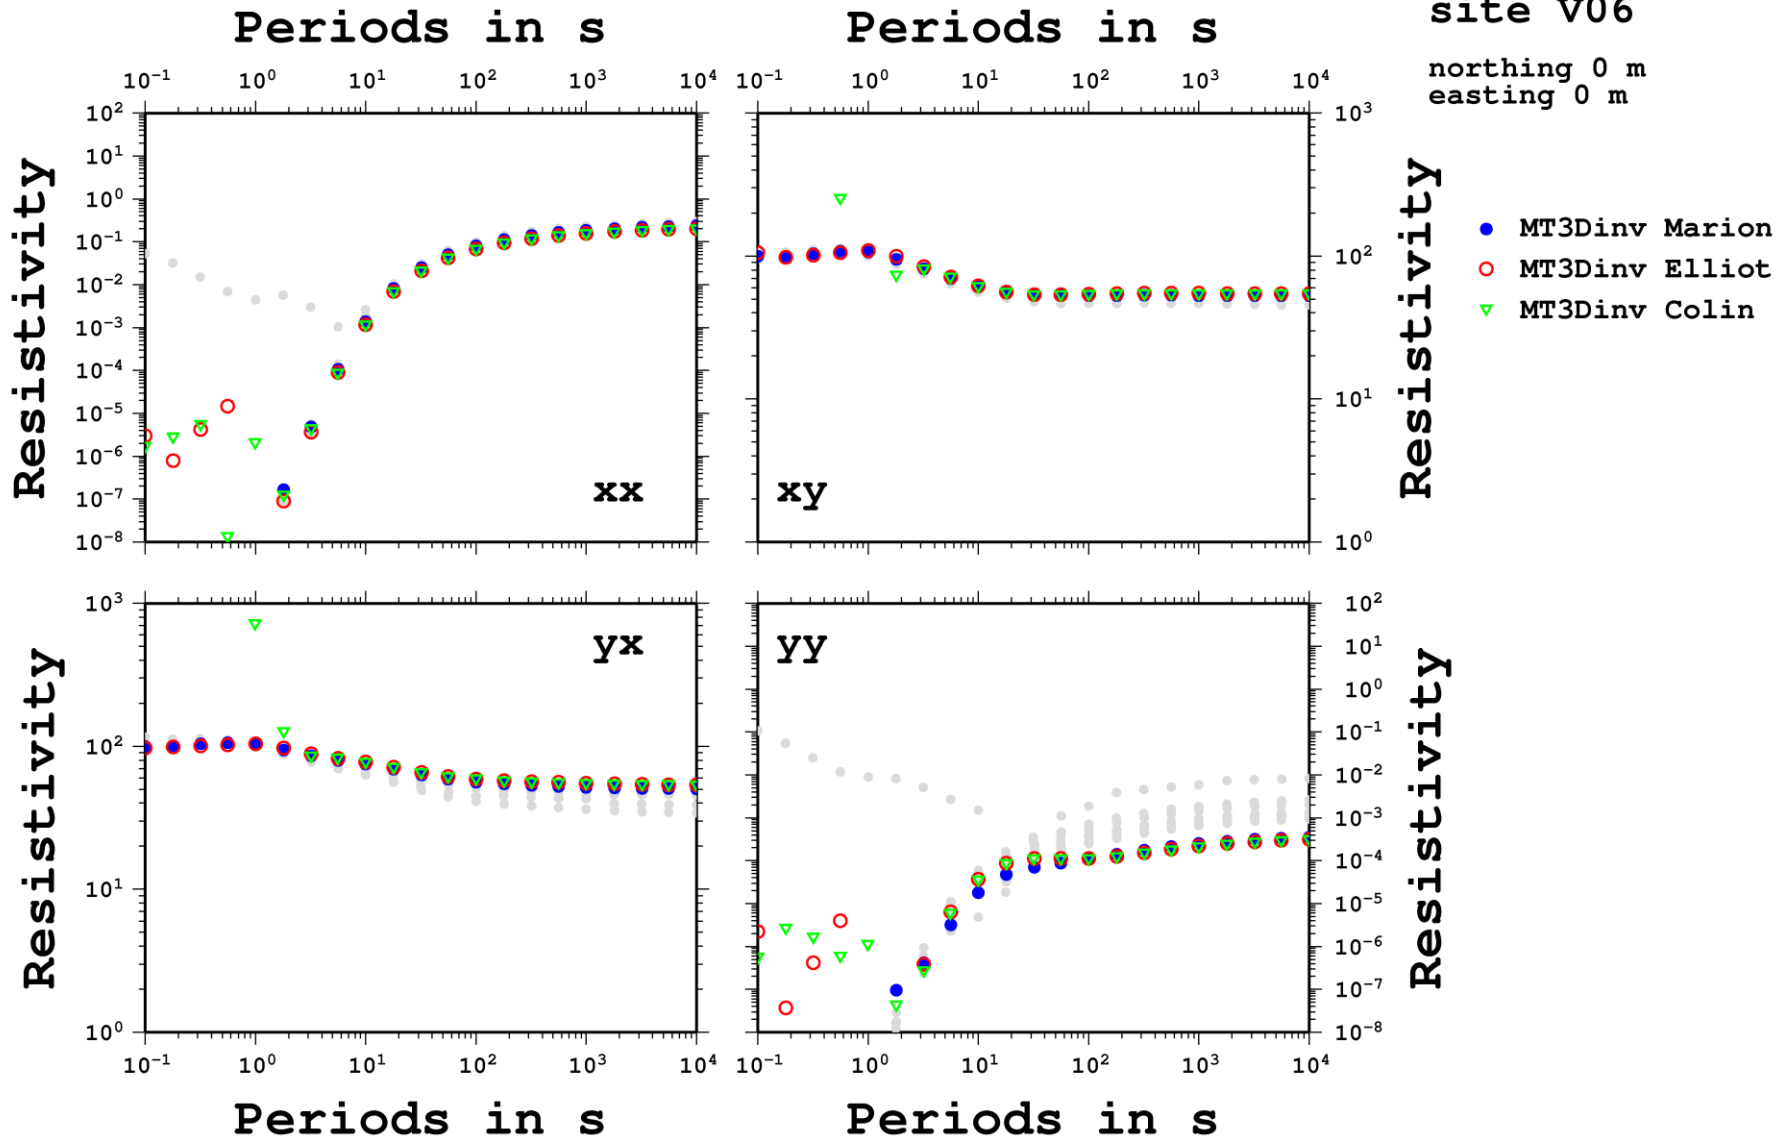 Periods in s
Periods in s
site V06
northing 0 m
easting 0 m
10⁻¹ 10⁰ 10¹ 10² 10³ 10⁴
10⁻¹ 10⁰ 10¹ 10² 10³ 10⁴
Resistivity
10²
10¹
10⁰
10⁻¹
10⁻²
10⁻³
10⁻⁴
10⁻⁵
10⁻⁶
10⁻⁷
10⁻⁸
xx
xy
10³
10²
10¹
10⁰
Resistivity
MT3Dinv Marion
MT3Dinv Elliot
MT3Dinv Colin
Resistivity
10³
10²
10¹
10⁰
yx
yy
10²
10¹
10⁰
10⁻¹
10⁻²
10⁻³
10⁻⁴
10⁻⁵
10⁻⁶
10⁻⁷
10⁻⁸
Resistivity
10⁻¹ 10⁰ 10¹ 10² 10³ 10⁴
10⁻¹ 10⁰ 10¹ 10² 10³ 10⁴
Periods in s
Periods in s